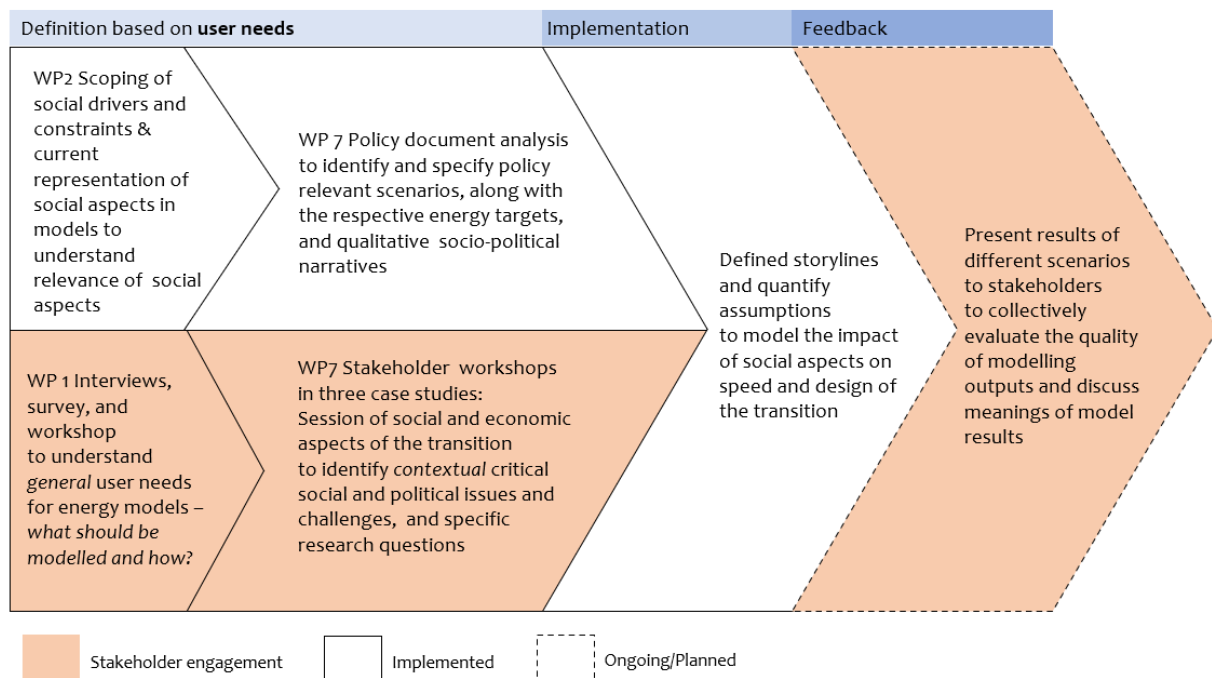 Definition based on user needs
Implementation
Feedback
WP2 Scoping of
social drivers and
constraints &
current
representation of
social aspects in
models to
understand
relevance of social
aspects
WP 7 Policy document analysis
to identify and specify policy
relevant scenarios, along with
the respective energy targets,
and qualitative socio-political
narratives
WP 1 Interviews,
survey, and
workshop
to understand
general user needs
for energy models –
what should be
modelled and how?
WP7 Stakeholder workshops
in three case studies:
Session of social and economic
aspects of the transition
to identify contextual critical
social and political issues and
challenges, and specific
research questions
Defined storylines
and quantify
assumptions
to model the impact
of social aspects on
speed and design of
the transition
Present results of
different scenarios
to stakeholders
to collectively
evaluate the quality
of modelling
outputs and discuss
meanings of model
results
Stakeholder engagement
Implemented
Ongoing/Planned